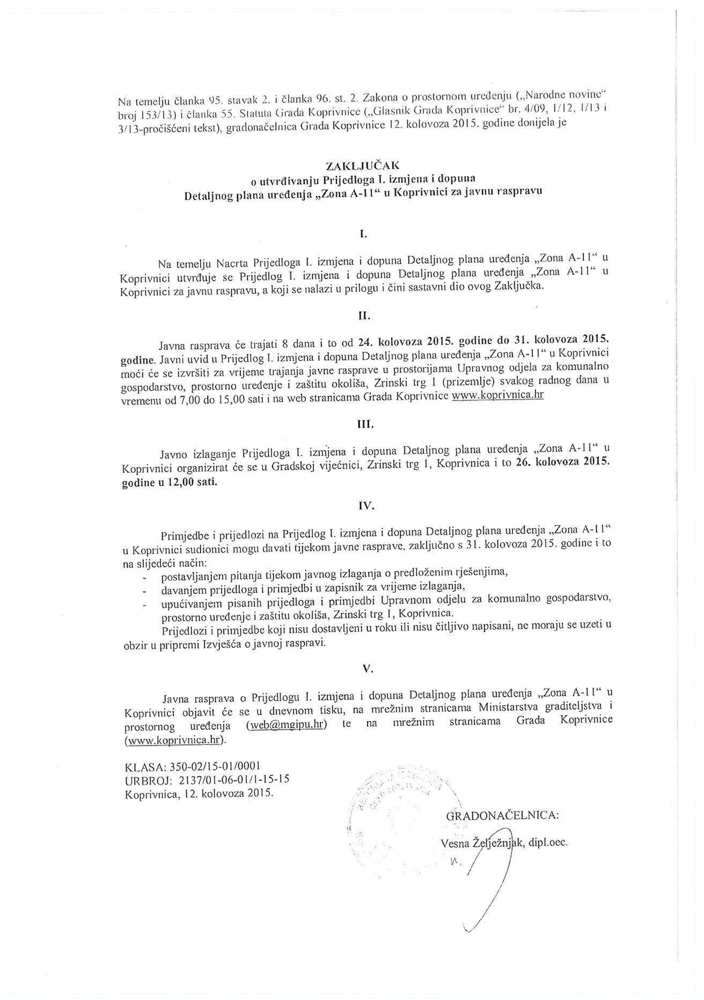 Na temelju članka 95. stavak 2. i članka 96. st. 2. Zakona o prostornom uređenju („Narodne novine“
broj 153/13) i članka 55. Statuta Grada Koprivnice („Glasnik Grada Koprivnice“ br. 4/09, 1/12, 1/13 i
3/13-pročišćeni tekst), gradonačelnica Grada Koprivnice 12. kolovoza 2015. godine donijela je
ZAKLJUČAK
o utvrđivanju Prijedloga I. izmjena i dopuna
Detaljnog plana uređenja „Zona A-11“ u Koprivnici za javnu raspravu
I.
Na temelju Nacrta Prijedloga I. izmjena i dopuna Detaljnog plana uređenja „Zona A-11“ u
Koprivnici utvrđuje se Prijedlog I. izmjena i dopuna Detaljnog plana uređenja „Zona A-11“ u
Koprivnici za javnu raspravu, a koji se nalazi u prilogu i čini sastavni dio ovog Zaključka.
II.
Javna rasprava će trajati 8 dana i to od 24. kolovoza 2015. godine do 31. kolovoza 2015.
godine. Javni uvid u Prijedlog I. izmjena i dopuna Detaljnog plana uređenja „Zona A-11“ u Koprivnici
moći će se izvršiti za vrijeme trajanja javne rasprave u prostorijama Upravnog odjela za komunalno
gospodarstvo, prostorno uređenje i zaštitu okoliša, Zrinski trg 1 (prizemlje) svakog radnog dana u
vremenu od 7,00 do 15,00 sati i na web stranicama Grada Koprivnice www.koprivnica.hr
III.
Javno izlaganje Prijedloga I. izmjena i dopuna Detaljnog plana uređenja „Zona A-11“ u
Koprivnici organizirat će se u Gradskoj vijećnici, Zrinski trg 1, Koprivnica i to 26. kolovoza 2015.
godine u 12,00 sati.
IV.
Primjedbe i prijedlozi na Prijedlog I. izmjena i dopuna Detaljnog plana uređenja „Zona A-11“
u Koprivnici sudionici mogu davati tijekom javne rasprave, zaključno s 31. kolovoza 2015. godine i to
na slijedeći način:
- postavljanjem pitanja tijekom javnog izlaganja o predloženim rješenjima,
- davanjem prijedloga i primjedbi u zapisnik za vrijeme izlaganja,
- upućivanjem pisanih prijedloga i primjedbi Upravnom odjelu za komunalno gospodarstvo,
prostorno uređenje i zaštitu okoliša, Zrinski trg 1, Koprivnica.
Prijedlozi i primjedbe koji nisu dostavljeni u roku ili nisu čitljivo napisani, ne moraju se uzeti u
obzir u pripremi Izvješća o javnoj raspravi.
V.
Javna rasprava o Prijedlogu I. izmjena i dopuna Detaljnog plana uređenja „Zona A-11“ u
Koprivnici objavit će se u dnevnom tisku, na mrežnim stranicama Ministarstva graditeljstva i
prostornog uređenja (web@mgipu.hr) te na mrežnim stranicama Grada Koprivnice
(www.koprivnica.hr).
KLASA: 350-02/15-01/0001
URBROJ: 2137/01-06-01/1-15-15
Koprivnica, 12. kolovoza 2015.
GRADONAČELNICA:
Vesna Želježnjak, dipl.oec.